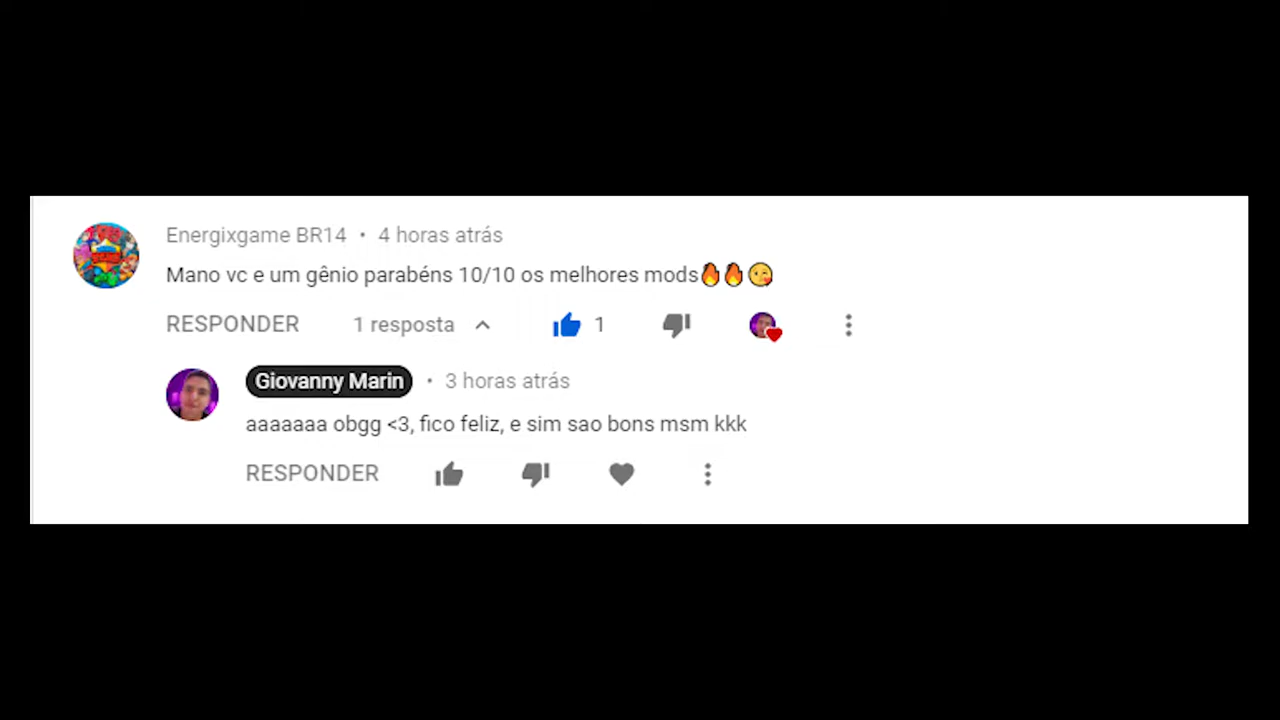 Energixgame BR14 • 4 horas atrás
Mano vc e um gênio parabéns 10/10 os melhores mods🔥🔥😘
RESPONDER 1 resposta 1
Giovanny Marin • 3 horas atrás
aaaaaaa obgg <3, fico feliz, e sim sao bons msm kkk
RESPONDER